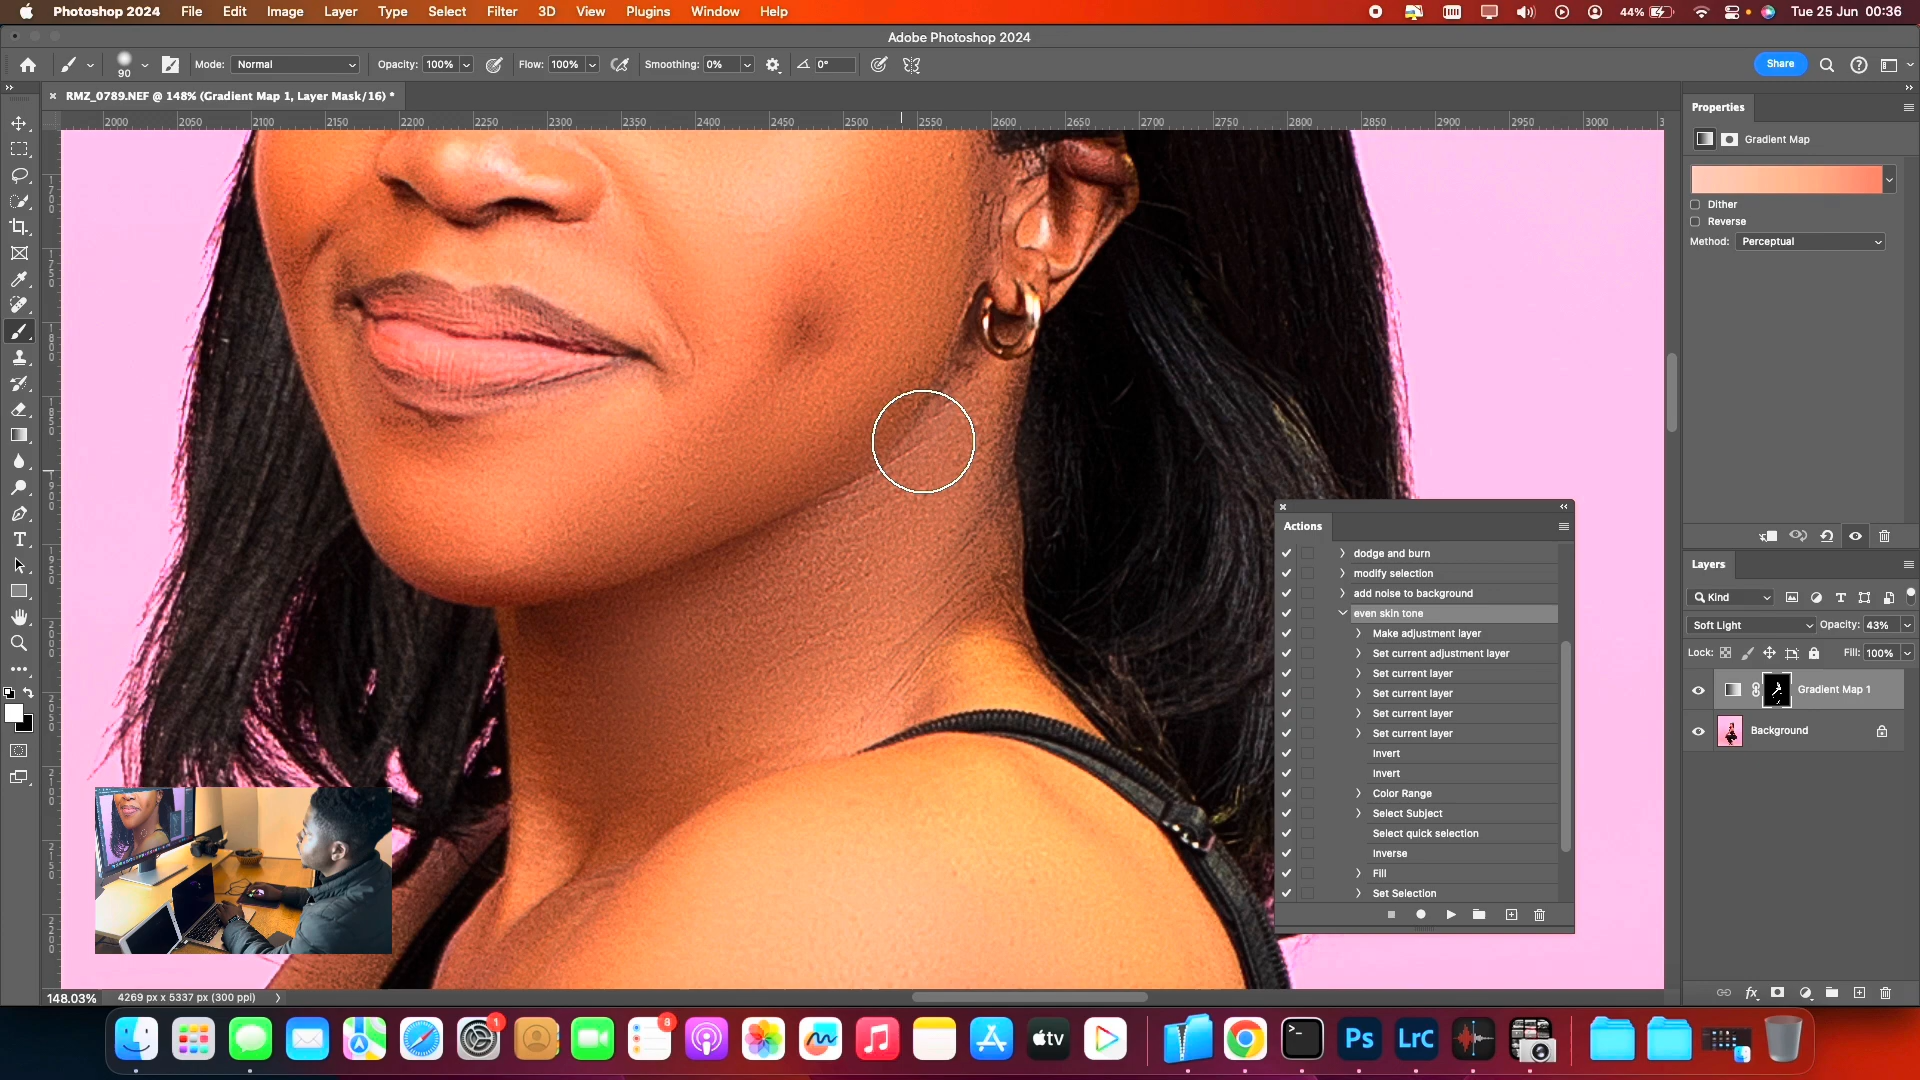 Photoshop 2024 File Edit Image Layer Type Select Filter 3D View Plugins Window Help 44% Tue 25 Jun 00:36
Adobe Photoshop 2024
90 Mode: Normal Opacity: 100% Flow: 100% Smoothing: 0% 0° Share
RMZ_0789.NEF @ 148% (Gradient Map 1, Layer Mask/16) *
2000 2050 2100 2150 2200 2250 2300 2350 2400 2450 2500 2550 2600 2650 2700 2750 2800 2850 2900 2950 3000 3
Properties
Gradient Map
Dither
Reverse
Method: Perceptual
Actions
dodge and burn
modify selection
add noise to background
even skin tone
Make adjustment layer
Set current adjustment layer
Set current layer
Set current layer
Set current layer
Set current layer
Invert
Invert
Color Range
Select Subject
Select quick selection
Inverse
Fill
Set Selection
Layers
Kind
Soft Light Opacity: 43%
Lock: Fill: 100%
Gradient Map 1
Background
148.03% 4269 px x 5337 px (300 ppi)
1 8 tv Ps LrC